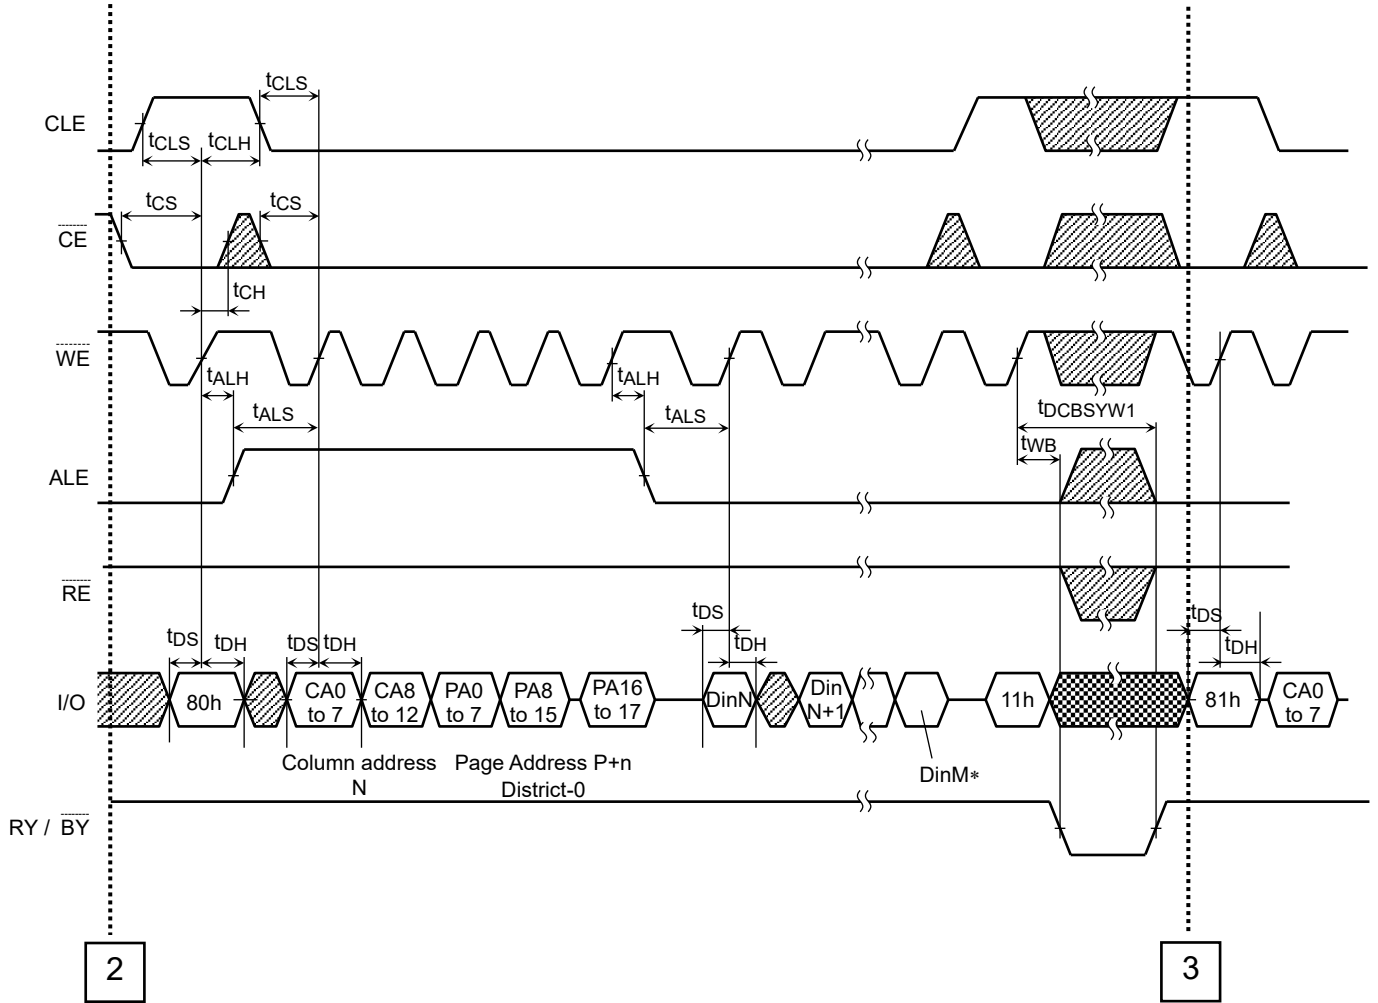 tCLS
CLE
tCLS
tCLH
tCS
tCS
CE
tCH
WE
tALH
tALH
tDCBSYW1
tALS
tALS
tWB
ALE
RE
tDS
tDS
tDS
tDH
tDS
tDH
tDH
tDH
I/O
80h
CA0
to 7
CA8
to 12
PA0
to 7
PA8
to 15
PA16
to 17
DinN
Din
N+1
11h
81h
CA0
to 7
Column address
N
Page Address P+n
District-0
DinM*
RY / BY
2
3